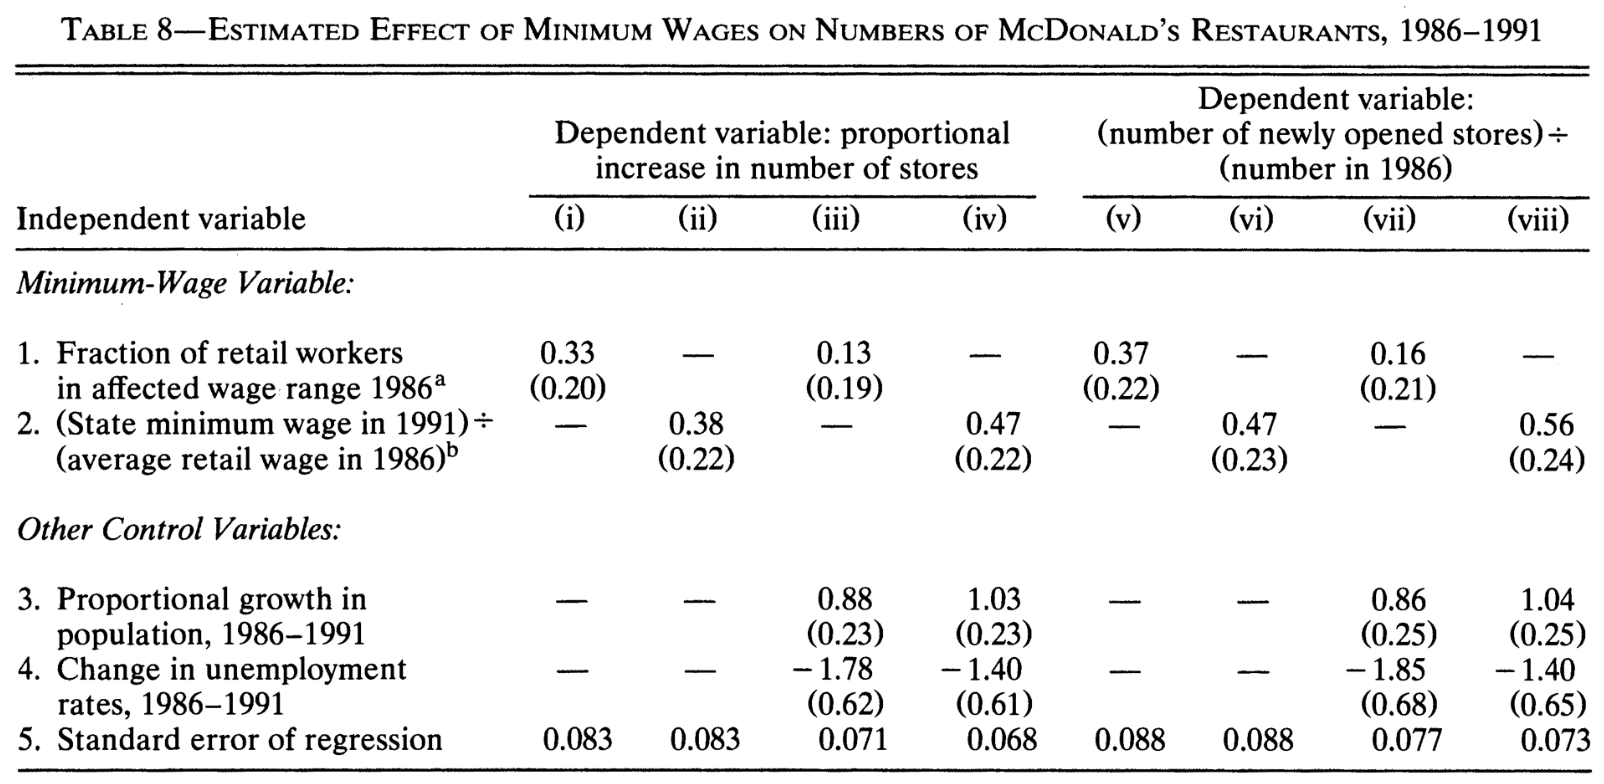 TABLE 8—ESTIMATED EFFECT OF MINIMUM WAGES ON NUMBERS OF MCDONALD'S RESTAURANTS, 1986–1991
Dependent variable: proportional
increase in number of stores
Dependent variable:
(number of newly opened stores) ÷
(number in 1986)
Independent variable (i) (ii) (iii) (iv) (v) (vi) (vii) (viii)
Minimum-Wage Variable:
1. Fraction of retail workers 0.33 — 0.13 — 0.37 — 0.16 —
in affected wage range 1986a (0.20) (0.19) (0.22) (0.21)
2. (State minimum wage in 1991) ÷ — 0.38 — 0.47 — 0.47 — 0.56
(average retail wage in 1986)b (0.22) (0.22) (0.23) (0.24)
Other Control Variables:
3. Proportional growth in — — 0.88 1.03 — — 0.86 1.04
population, 1986–1991 (0.23) (0.23) (0.25) (0.25)
4. Change in unemployment — — −1.78 −1.40 — — −1.85 −1.40
rates, 1986–1991 (0.62) (0.61) (0.68) (0.65)
5. Standard error of regression 0.083 0.083 0.071 0.068 0.088 0.088 0.077 0.073